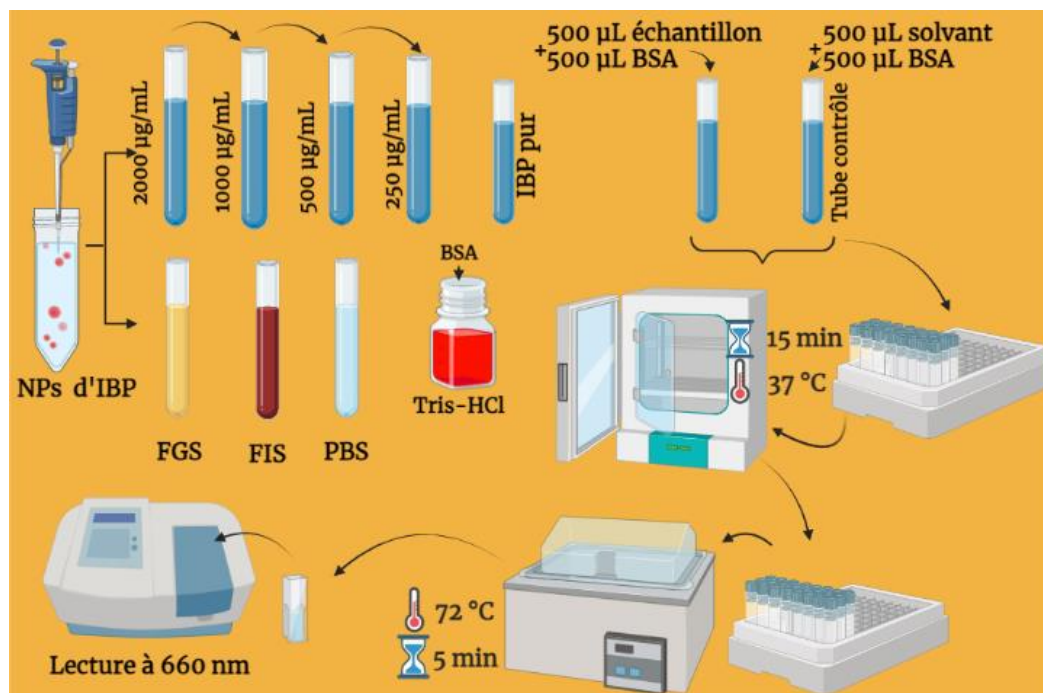 2000 µg/mL
1000 µg/mL
500 µg/mL
250 µg/mL
IBP pur
500 µL échantillon
+500 µL BSA
500 µL solvant
+500 µL BSA
Tube contrôle
NPs d'IBP
FGS
FIS
PBS
BSA
Tris-HCl
15 min
37 °C
Lecture à 660 nm
72 °C
5 min